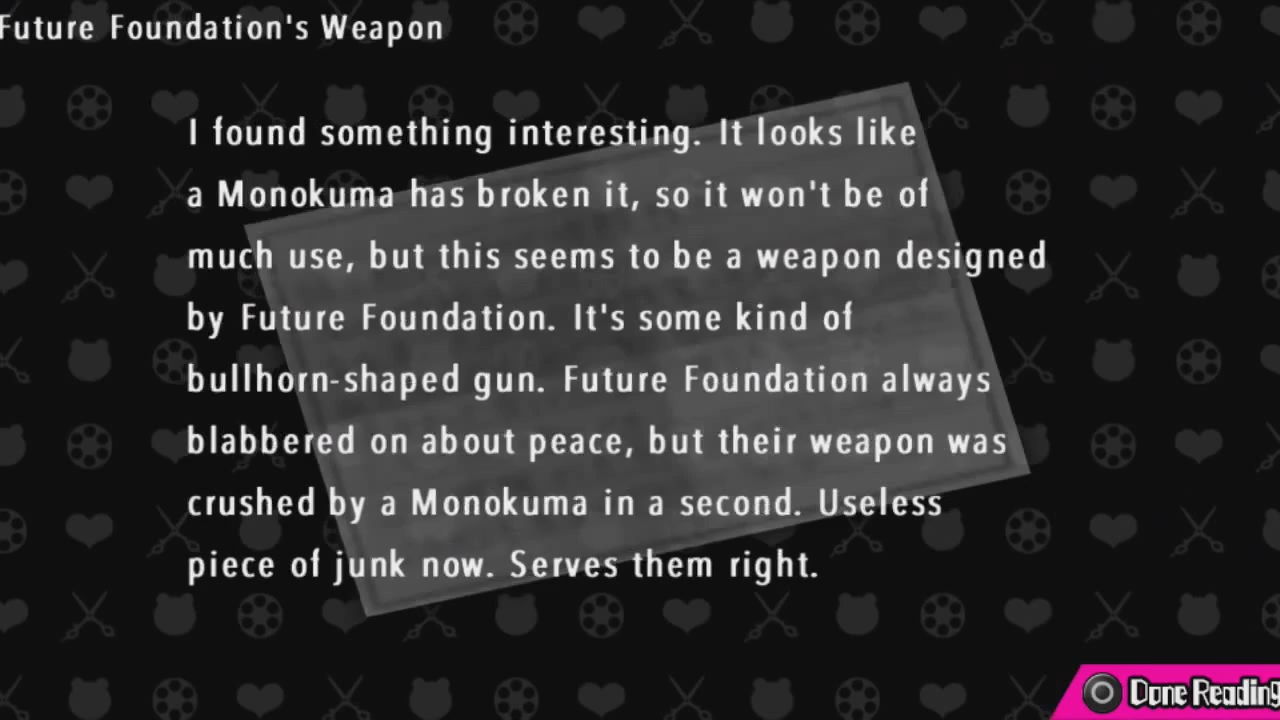 Future Foundation's Weapon
I found something interesting. It looks like
a Monokuma has broken it, so it won't be of
much use, but this seems to be a weapon designed
by Future Foundation. It's some kind of
bullhorn-shaped gun. Future Foundation always
blabbered on about peace, but their weapon was
crushed by a Monokuma in a second. Useless
piece of junk now. Serves them right.
Done Reading